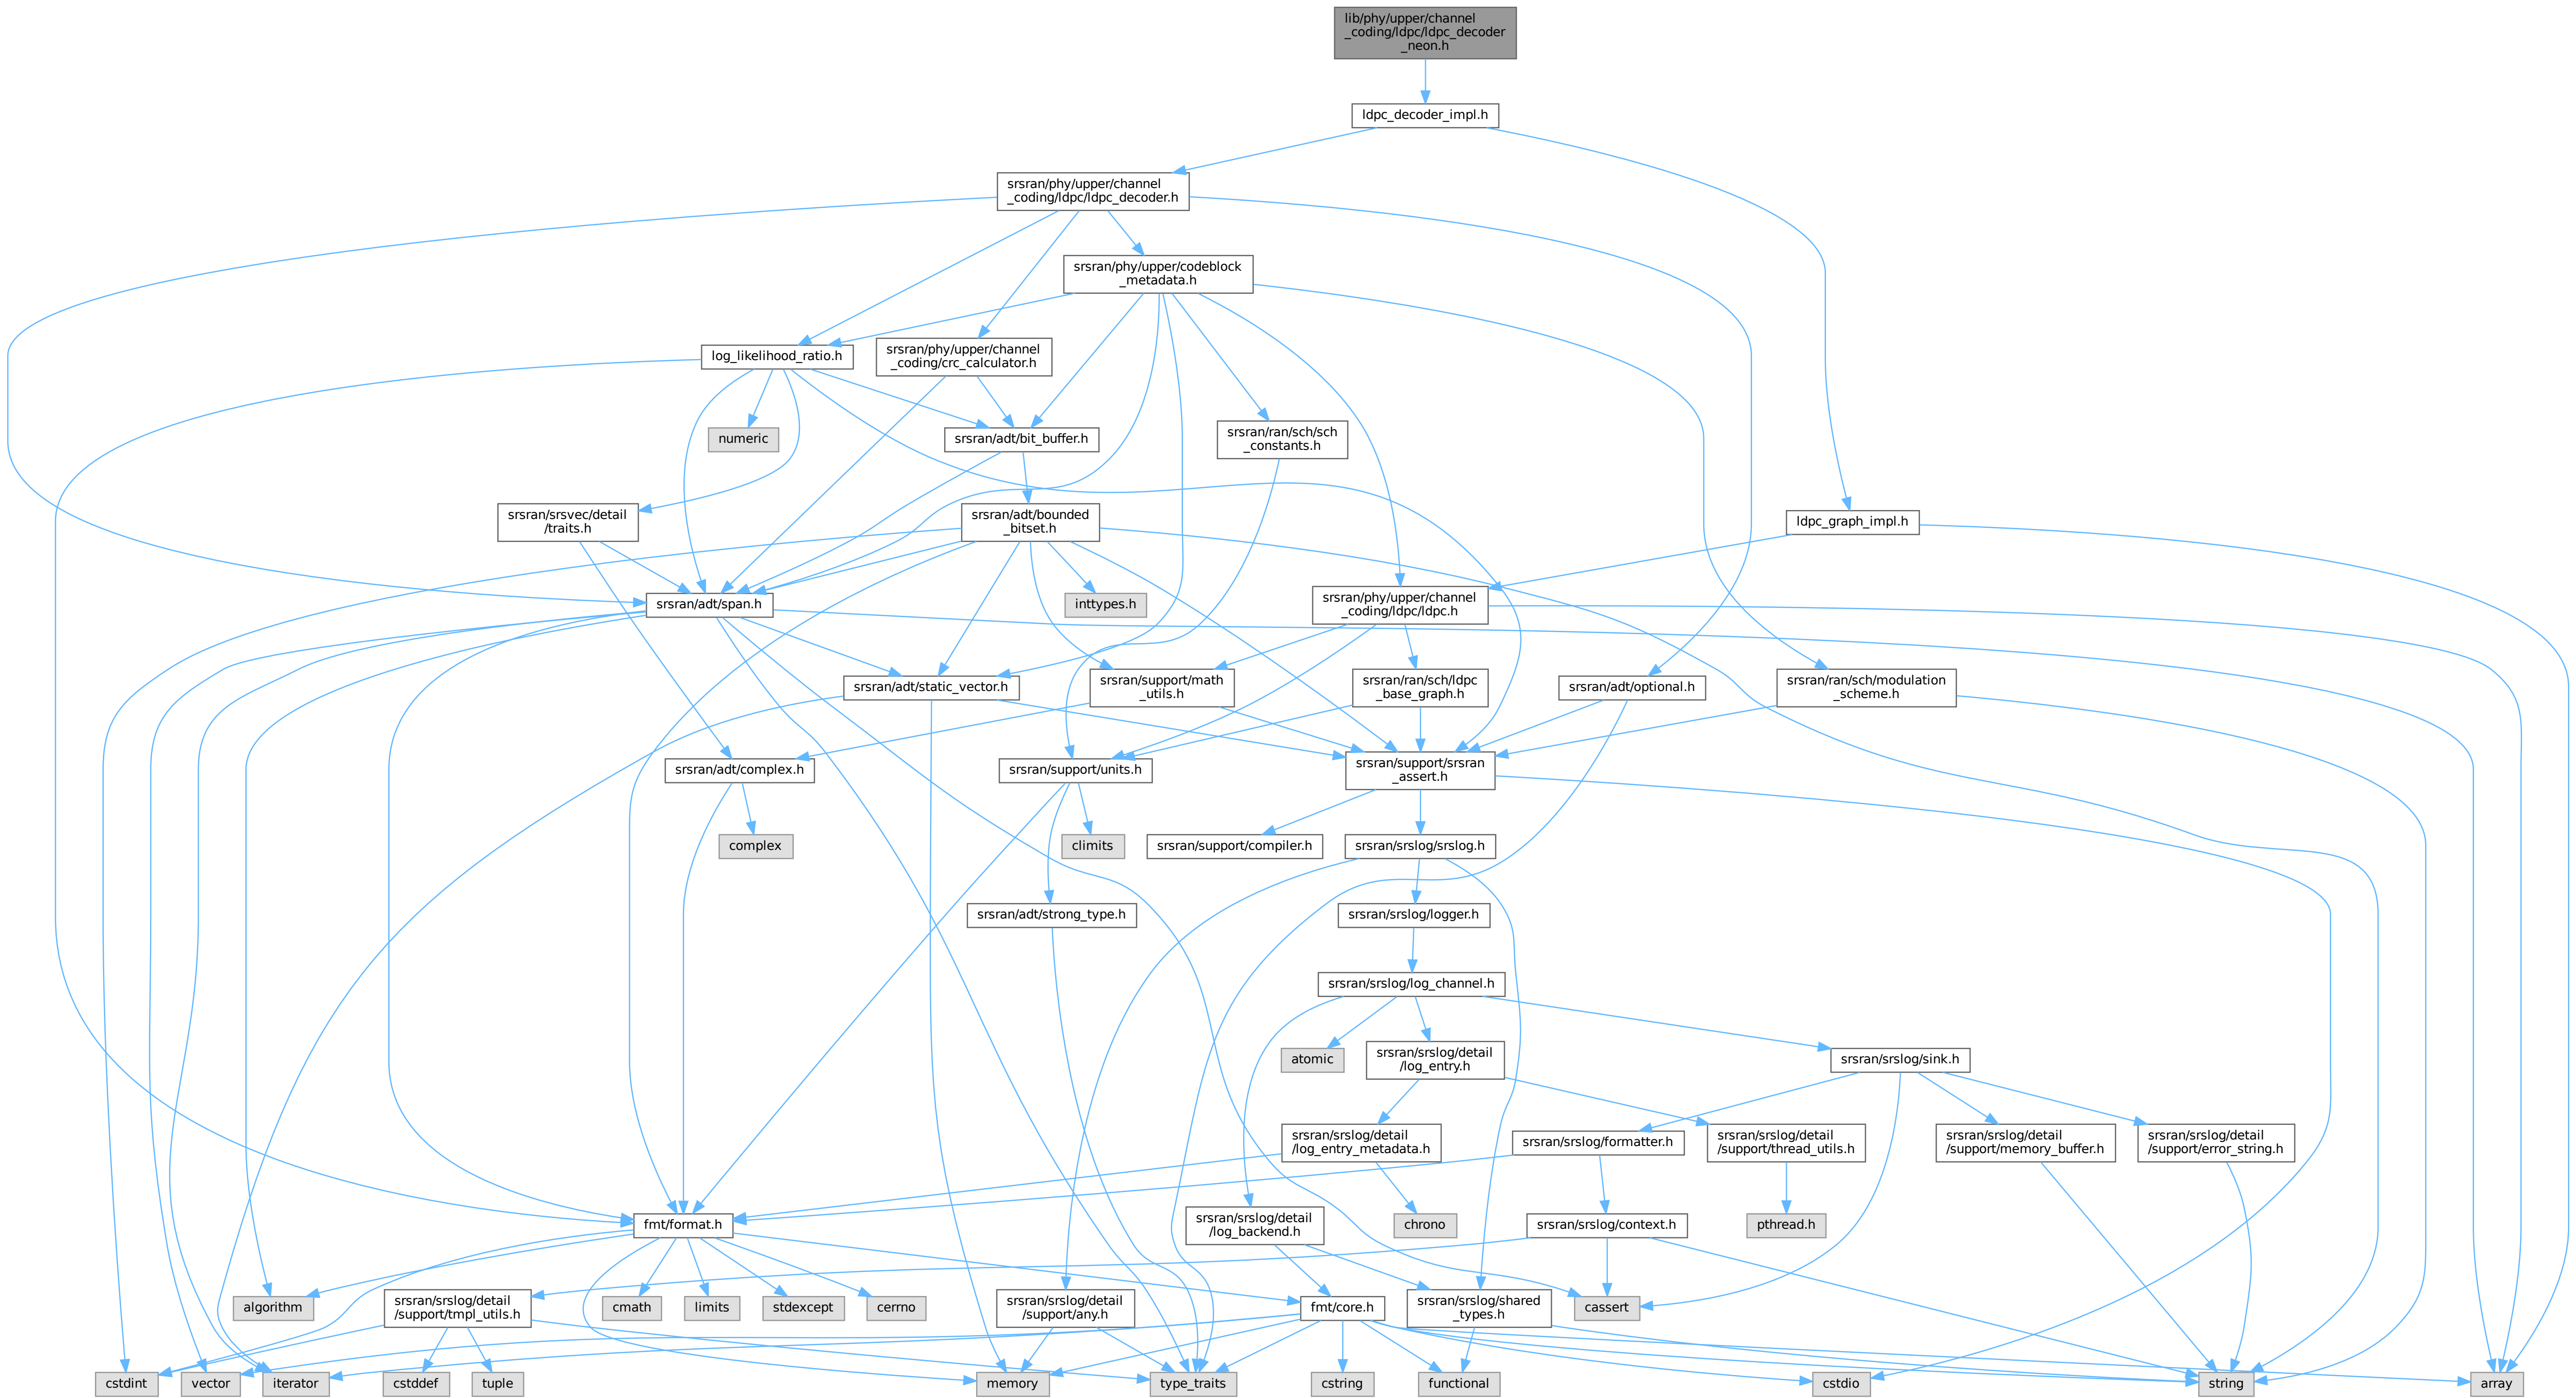 lib/phy/upper/channel
_coding/ldpc/ldpc_decoder
_neon.h
ldpc_decoder_impl.h
srsran/phy/upper/channel
_coding/ldpc/ldpc_decoder.h
srsran/phy/upper/codeblock
_metadata.h
log_likelihood_ratio.h
srsran/phy/upper/channel
_coding/crc_calculator.h
numeric
srsran/adt/bit_buffer.h
srsran/ran/sch/sch
_constants.h
srsran/srsvec/detail
/traits.h
srsran/adt/bounded
_bitset.h
ldpc_graph_impl.h
srsran/adt/span.h
inttypes.h
srsran/phy/upper/channel
_coding/ldpc/ldpc.h
srsran/adt/static_vector.h
srsran/support/math
_utils.h
srsran/ran/sch/ldpc
_base_graph.h
srsran/adt/optional.h
srsran/ran/sch/modulation
_scheme.h
srsran/adt/complex.h
srsran/support/units.h
srsran/support/srsran
_assert.h
complex
climits
srsran/support/compiler.h
srsran/srslog/srslog.h
srsran/adt/strong_type.h
srsran/srslog/logger.h
srsran/srslog/log_channel.h
atomic
srsran/srslog/detail
/log_entry.h
srsran/srslog/sink.h
srsran/srslog/detail
/log_entry_metadata.h
srsran/srslog/formatter.h
srsran/srslog/detail
/support/thread_utils.h
srsran/srslog/detail
/support/memory_buffer.h
srsran/srslog/detail
/support/error_string.h
fmt/format.h
srsran/srslog/detail
/log_backend.h
chrono
srsran/srslog/context.h
pthread.h
algorithm
srsran/srslog/detail
/support/tmpl_utils.h
cmath
limits
stdexcept
cerrno
srsran/srslog/detail
/support/any.h
fmt/core.h
srsran/srslog/shared
_types.h
cassert
cstdint
vector
iterator
cstddef
tuple
memory
type_traits
cstring
functional
cstdio
string
array